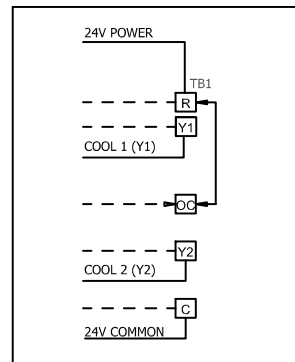 24V POWER
TB1
R
Y1
COOL 1 (Y1)
OC
Y2
COOL 2 (Y2)
C
24V COMMON